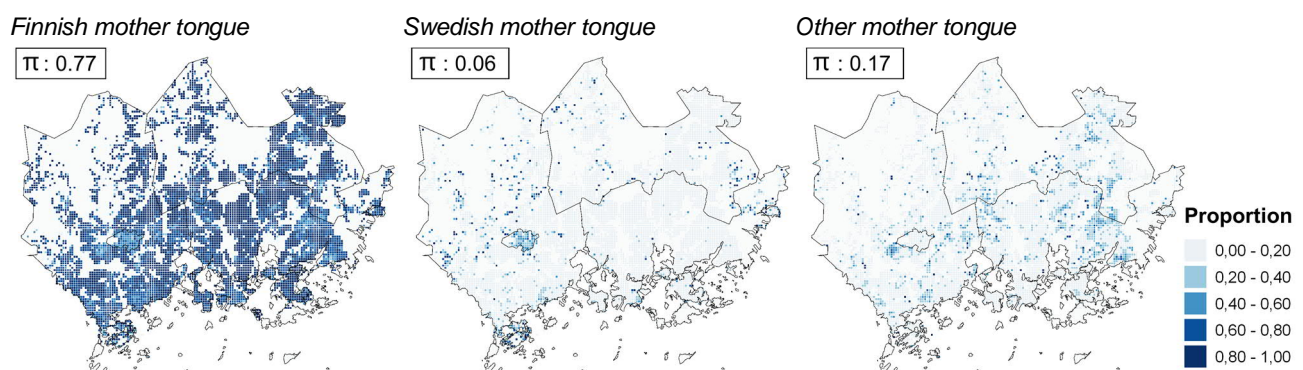 Finnish mother tongue
π : 0.77
Swedish mother tongue
π : 0.06
Other mother tongue
π : 0.17
Proportion
0,00 - 0,20
0,20 - 0,40
0,40 - 0,60
0,60 - 0,80
0,80 - 1,00